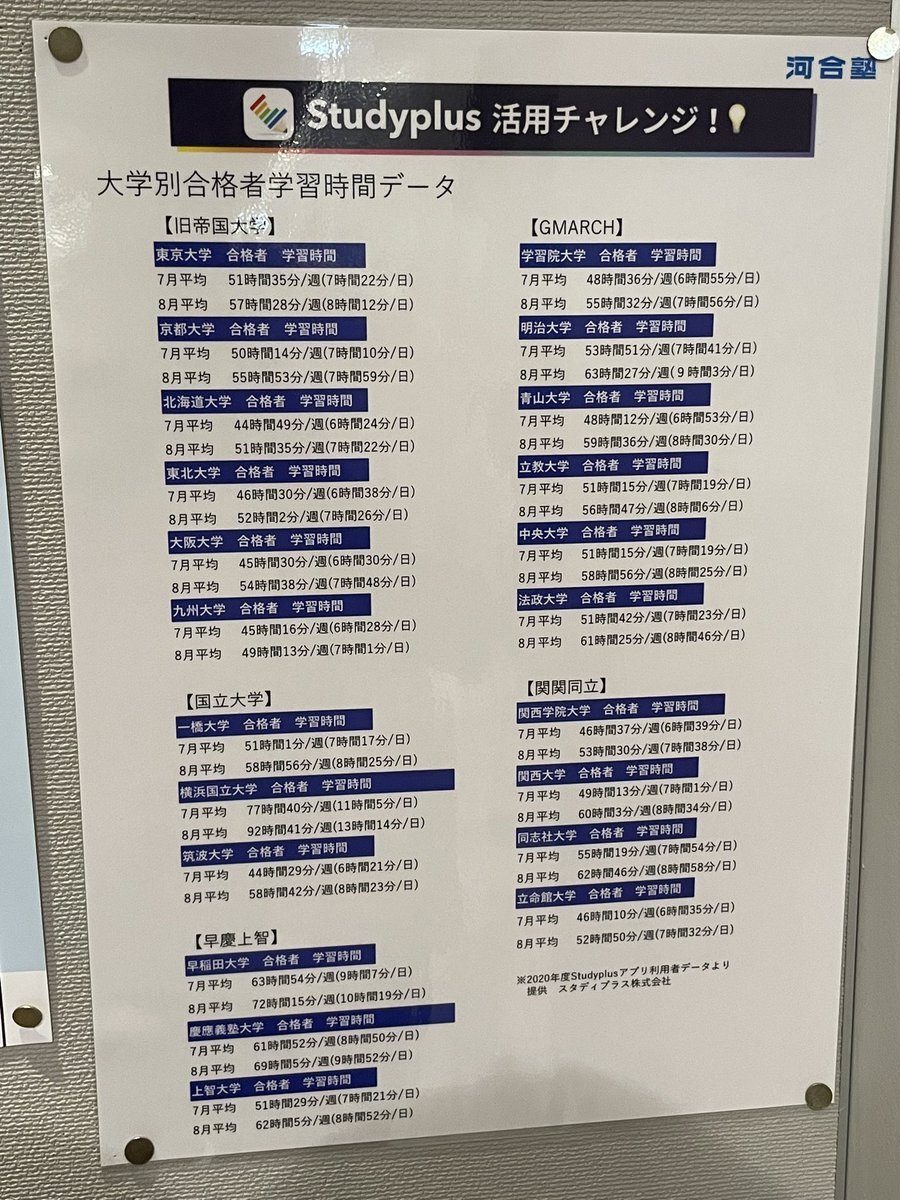 河合塾
Studyplus 活用チャレンジ！
大学別合格者学習時間データ
【旧帝国大学】
東京大学 合格者 学習時間
7月平均 51時間35分/週(7時間22分/日)
8月平均 57時間28分/週(8時間12分/日)
京都大学 合格者 学習時間
7月平均 50時間14分/週(7時間10分/日)
8月平均 55時間53分/週(7時間59分/日)
北海道大学 合格者 学習時間
7月平均 44時間49分/週(6時間24分/日)
8月平均 51時間35分/週(7時間22分/日)
東北大学 合格者 学習時間
7月平均 46時間30分/週(6時間38分/日)
8月平均 52時間2分/週(7時間26分/日)
大阪大学 合格者 学習時間
7月平均 45時間30分/週(6時間30分/日)
8月平均 54時間38分/週(7時間48分/日)
九州大学 合格者 学習時間
7月平均 45時間16分/週(6時間28分/日)
8月平均 49時間13分/週(7時間1分/日)
【国立大学】
一橋大学 合格者 学習時間
7月平均 51時間1分/週(7時間17分/日)
8月平均 58時間56分/週(8時間25分/日)
横浜国立大学 合格者 学習時間
7月平均 77時間40分/週(11時間5分/日)
8月平均 92時間41分/週(13時間14分/日)
筑波大学 合格者 学習時間
7月平均 44時間29分/週(6時間21分/日)
8月平均 58時間42分/週(8時間23分/日)
【早慶上智】
早稲田大学 合格者 学習時間
7月平均 63時間54分/週(9時間7分/日)
8月平均 72時間15分/週(10時間19分/日)
慶應義塾大学 合格者 学習時間
7月平均 61時間52分/週(8時間50分/日)
8月平均 69時間5分/週(9時間52分/日)
上智大学 合格者 学習時間
7月平均 51時間29分/週(7時間21分/日)
8月平均 62時間5分/週(8時間52分/日)
【GMARCH】
学習院大学 合格者 学習時間
7月平均 48時間36分/週(6時間55分/日)
8月平均 55時間32分/週(7時間56分/日)
明治大学 合格者 学習時間
7月平均 53時間51分/週(7時間41分/日)
8月平均 63時間27分/週(９時間3分/日)
青山大学 合格者 学習時間
7月平均 48時間12分/週(6時間53分/日)
8月平均 59時間36分/週(8時間30分/日)
立教大学 合格者 学習時間
7月平均 51時間15分/週(7時間19分/日)
8月平均 56時間47分/週(8時間6分/日)
中央大学 合格者 学習時間
7月平均 51時間15分/週(7時間19分/日)
8月平均 58時間56分/週(8時間25分/日)
法政大学 合格者 学習時間
7月平均 51時間42分/週(7時間23分/日)
8月平均 61時間25分/週(8時間46分/日)
【関関同立】
関西学院大学 合格者 学習時間
7月平均 46時間37分/週(6時間39分/日)
8月平均 53時間30分/週(7時間38分/日)
関西大学 合格者 学習時間
7月平均 49時間13分/週(7時間1分/日)
8月平均 60時間3分/週(8時間34分/日)
同志社大学 合格者 学習時間
7月平均 55時間19分/週(7時間54分/日)
8月平均 62時間46分/週(8時間58分/日)
立命館大学 合格者 学習時間
7月平均 46時間10分/週(6時間35分/日)
8月平均 52時間50分/週(7時間32分/日)
※2020年度Studyplusアプリ利用者データより
提供 スタディプラス株式会社